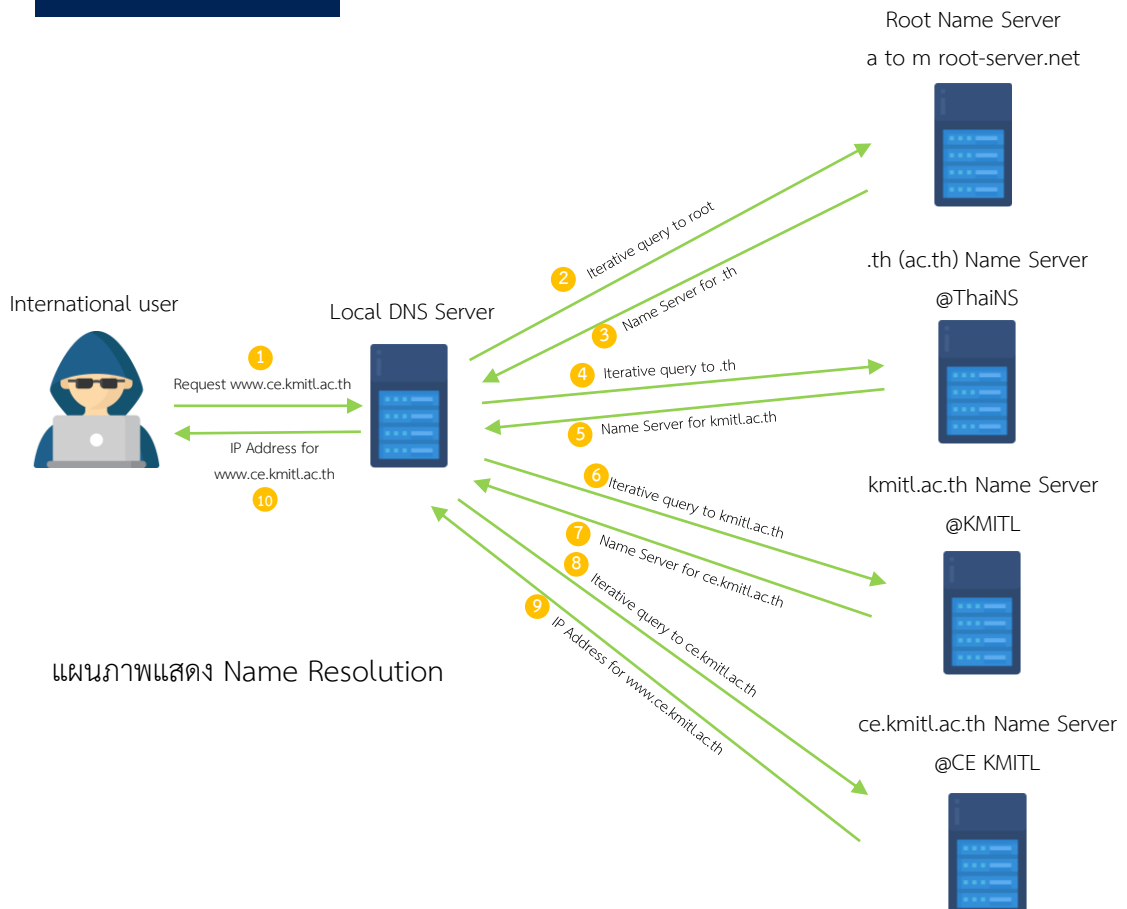 Root Name Server
a to m root-server.net
.th (ac.th) Name Server
@ThaiNS
International user
Local DNS Server
1
Request www.ce.kmitl.ac.th
IP Address for
www.ce.kmitl.ac.th
10
2
Iterative query to root
3
Name Server for .th
4
Iterative query to .th
5
Name Server for kmitl.ac.th
6
Iterative query to kmitl.ac.th
7
Name Server for ce.kmitl.ac.th
8
Iterative query to ce.kmitl.ac.th
9
IP Address for www.ce.kmitl.ac.th
kmitl.ac.th Name Server
@KMITL
แผนภาพแสดง Name Resolution
ce.kmitl.ac.th Name Server
@CE KMITL